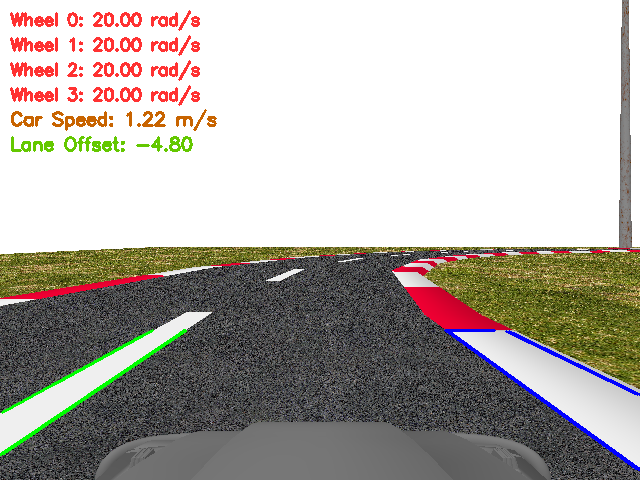 Wheel 0: 20.00 rad/s
Wheel 1: 20.00 rad/s
Wheel 2: 20.00 rad/s
Wheel 3: 20.00 rad/s
Car Speed: 1.22 m/s
Lane Offset: -4.80